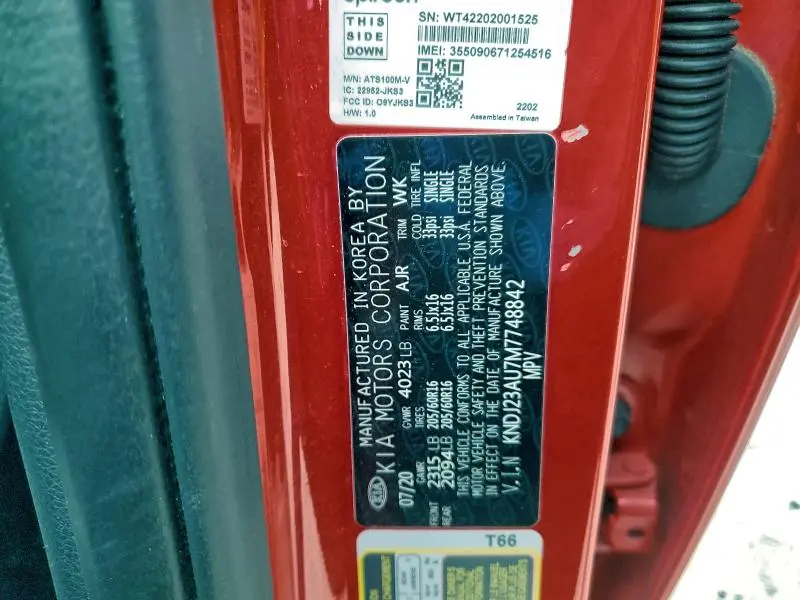 THIS
SIDE
DOWN
SN: WT42202001525
IMEI: 355090671254516
M/N: ATS100M-V
IC: 22952-JKS3
FCC ID: O9YJKS3
H/W: 1.0
2202
Assembled in Taiwan
KIA
MANUFACTURED IN KOREA BY
KIA MOTORS CORPORATION
07/20 GVWR 4023 LB PAINT AJR TRIM WK
GAWR TIRES RIMS COLD TIRE INFL
FRONT 2315 LB 205/60R16 6.5Jx16 33psi SINGLE
REAR 2094 LB 205/60R16 6.5Jx16 33psi SINGLE
THIS VEHICLE CONFORMS TO ALL APPLICABLE U.S.A. FEDERAL
MOTOR VEHICLE SAFETY AND THEFT PREVENTION STANDARDS
IN EFFECT ON THE DATE OF MANUFACTURE SHOWN ABOVE.
V.I.N KNDJ23AU7M7748842
MPV
T66